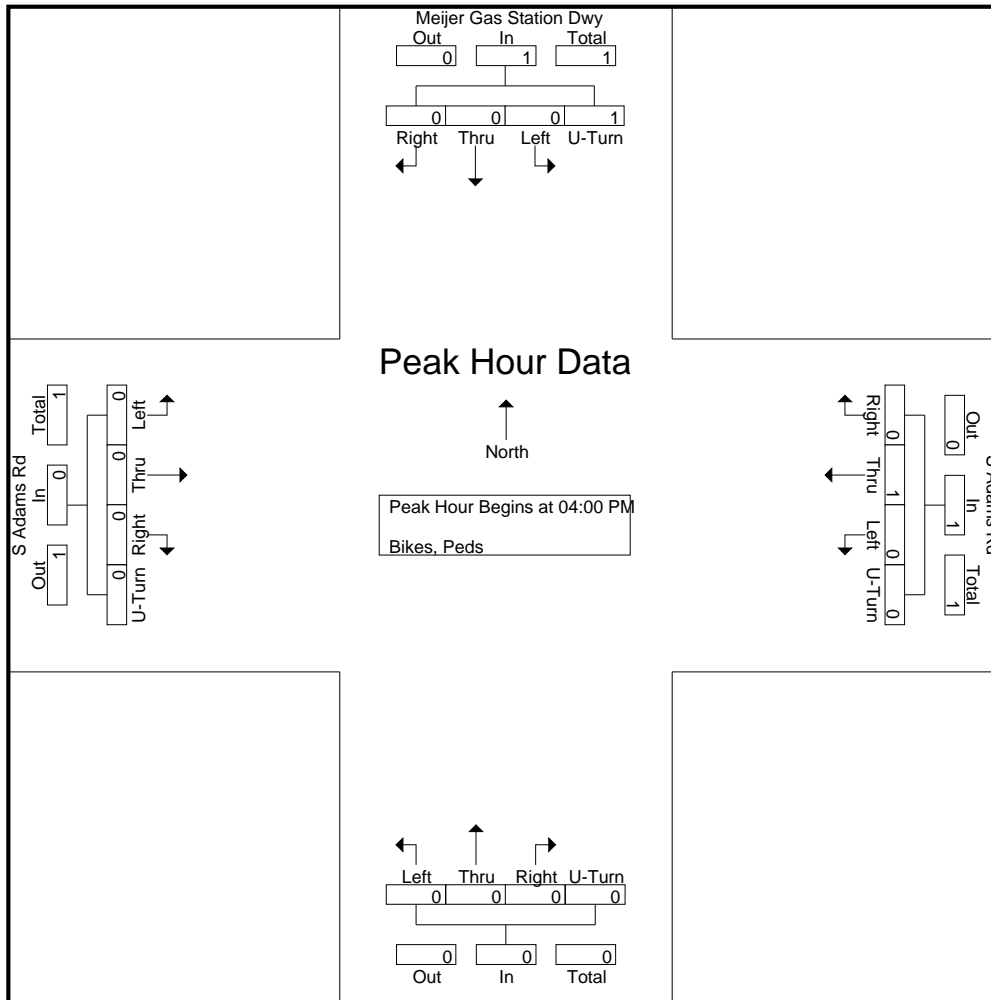 Meijer Gas Station Dwy
Out In Total
0 1 1
0 0 0 1
Right Thru Left U-Turn
Peak Hour Data
North
Peak Hour Begins at 04:00 PM
Bikes, Peds
S Adams Rd
Out In Total
1 0 1
0 0 0 0
Left Thru Right U-Turn
S Adams Rd
Out In Total
0 1 1
0 1 0 0
Right Thru Left U-Turn
Left Thru Right U-Turn
0 0 0 0
0 0 0
Out In Total